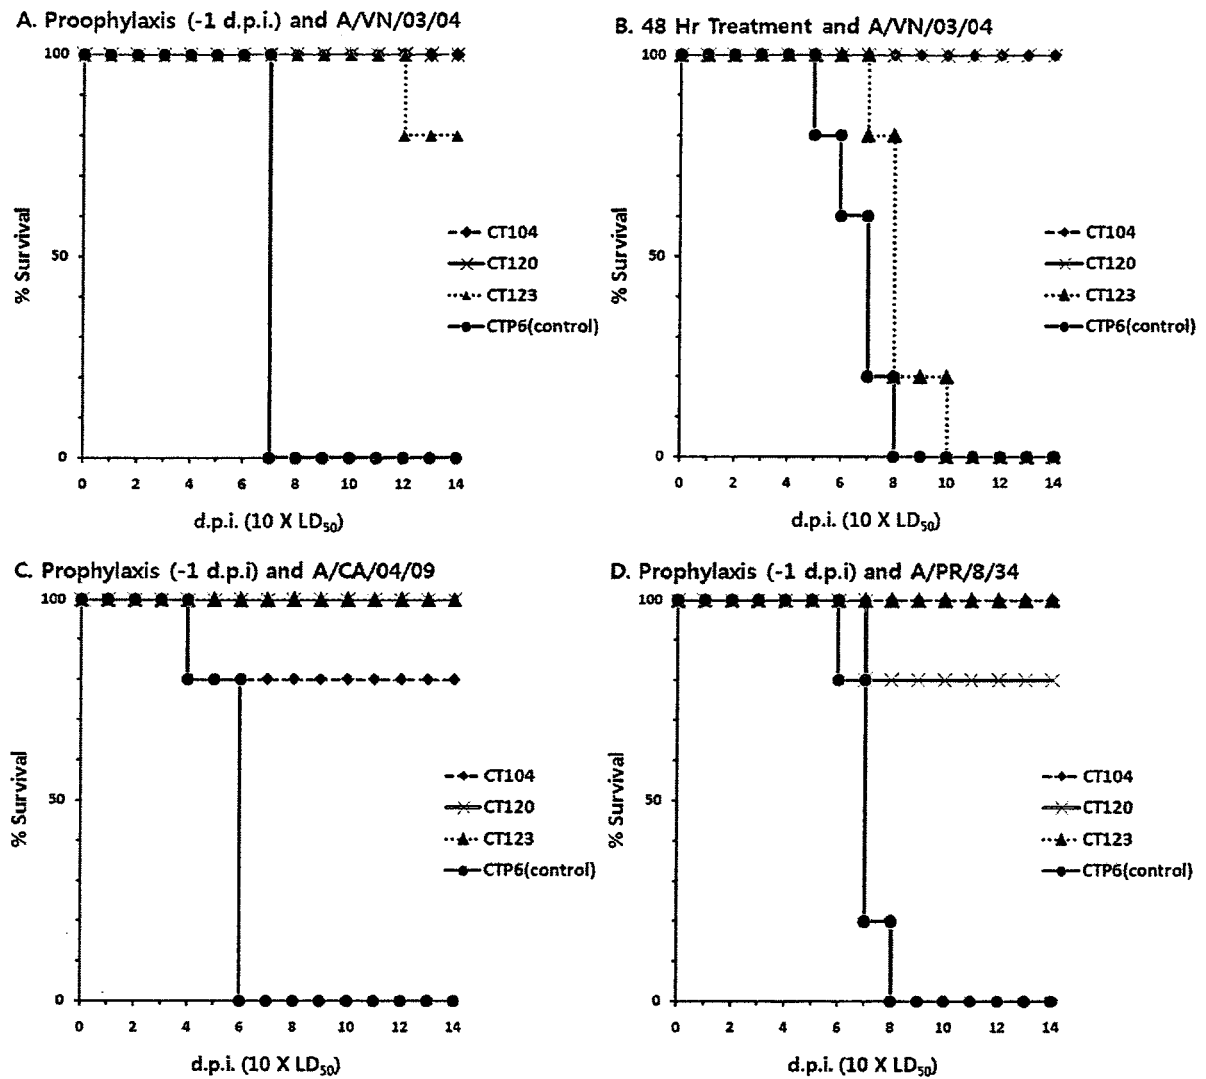 A. Proophylaxis (-1 d.p.i.) and A/VN/03/04
100
50
0
% Survival
0 2 4 6 8 10 12 14
d.p.i. (10 X LD50)
CT104
CT120
CT123
CTP6(control)
B. 48 Hr Treatment and A/VN/03/04
100
50
0
% Survival
0 2 4 6 8 10 12 14
d.p.i. (10 X LD50)
CT104
CT120
CT123
CTP6(control)
C. Prophylaxis (-1 d.p.i) and A/CA/04/09
100
50
0
% Survival
0 2 4 6 8 10 12 14
d.p.i. (10 X LD50)
CT104
CT120
CT123
CTP6(control)
D. Prophylaxis (-1 d.p.i) and A/PR/8/34
100
50
0
% Survival
0 2 4 6 8 10 12 14
d.p.i. (10 X LD50)
CT104
CT120
CT123
CTP6(control)